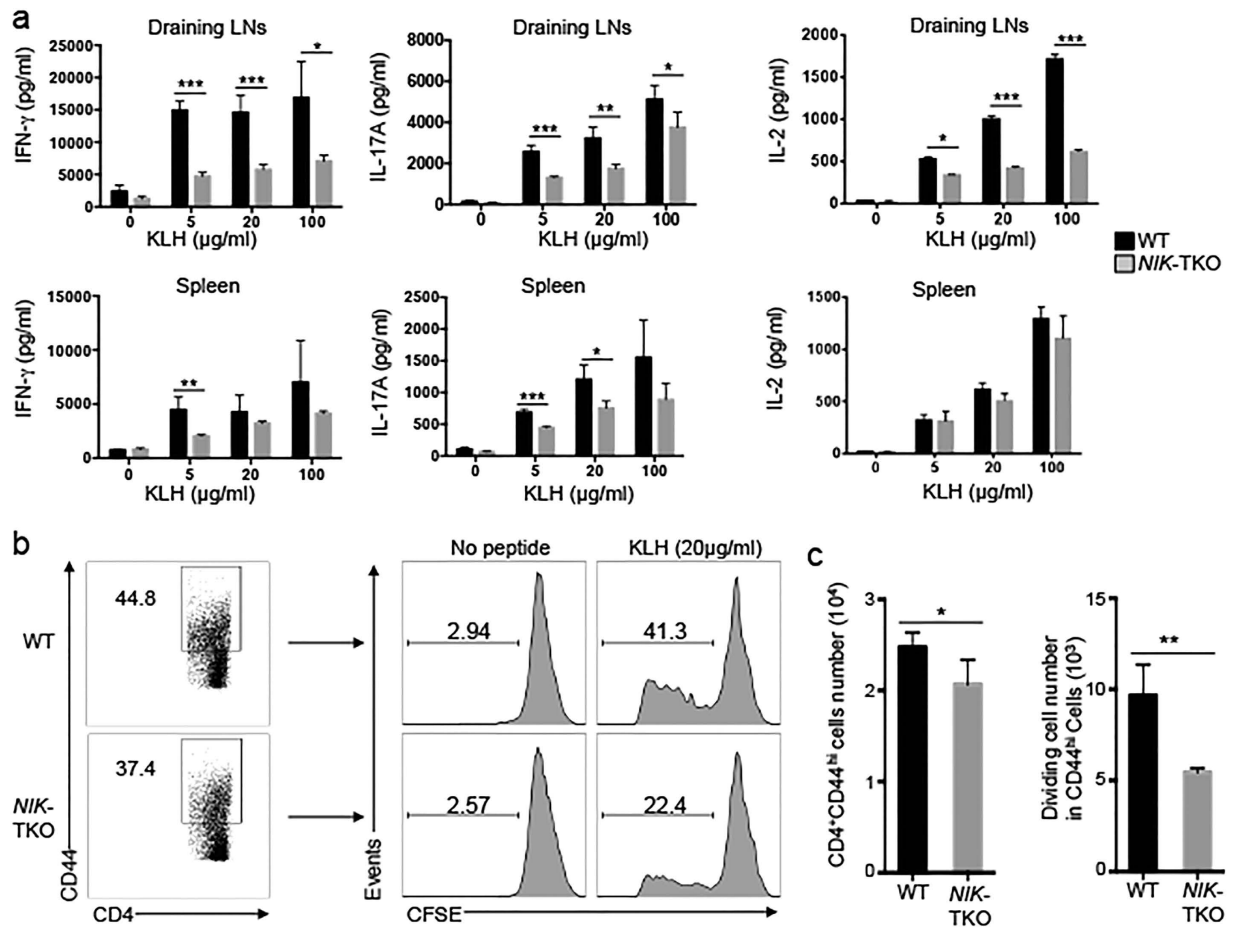 a
Draining LNs
IFN-γ (pg/ml)
25000
20000
15000
10000
5000
0
*** *** *
0 5 20 100
KLH (μg/ml)
Draining LNs
IL-17A (pg/ml)
8000
6000
4000
2000
0
*** ** *
0 5 20 100
KLH (μg/ml)
Draining LNs
IL-2 (pg/ml)
2000
1500
1000
500
0
* *** ***
0 5 20 100
KLH (μg/ml)
WT
NIK-TKO
Spleen
IFN-γ (pg/ml)
15000
10000
5000
0
**
0 5 20 100
KLH (μg/ml)
Spleen
IL-17A (pg/ml)
2500
2000
1500
1000
500
0
*** *
0 5 20 100
KLH (μg/ml)
Spleen
IL-2 (pg/ml)
1500
1000
500
0
0 5 20 100
KLH (μg/ml)
b
No peptide KLH (20μg/ml)
WT
44.8
2.94
41.3
NIK-
TKO
37.4
2.57
22.4
CD44
CD4
Events
CFSE
c
CD4+CD44hi cells number (10⁴)
3
2
1
0
*
WT NIK-
TKO
Dividing cell number
in CD44hi Cells (10³)
15
10
5
0
**
WT NIK-
TKO